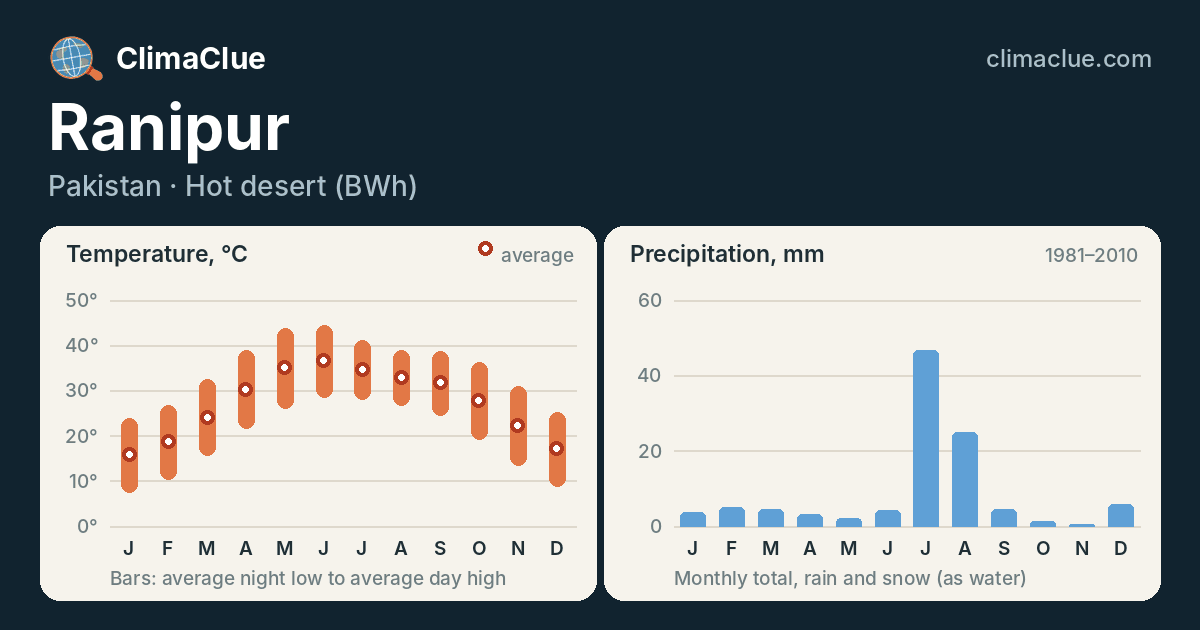 ClimaClue
climaclue.com
Ranipur
Pakistan · Hot desert (BWh)
Temperature, °C
average
50°
40°
30°
20°
10°
0°
J F M A M J J A S O N D
Bars: average night low to average day high
Precipitation, mm
1981–2010
60
40
20
0
J F M A M J J A S O N D
Monthly total, rain and snow (as water)